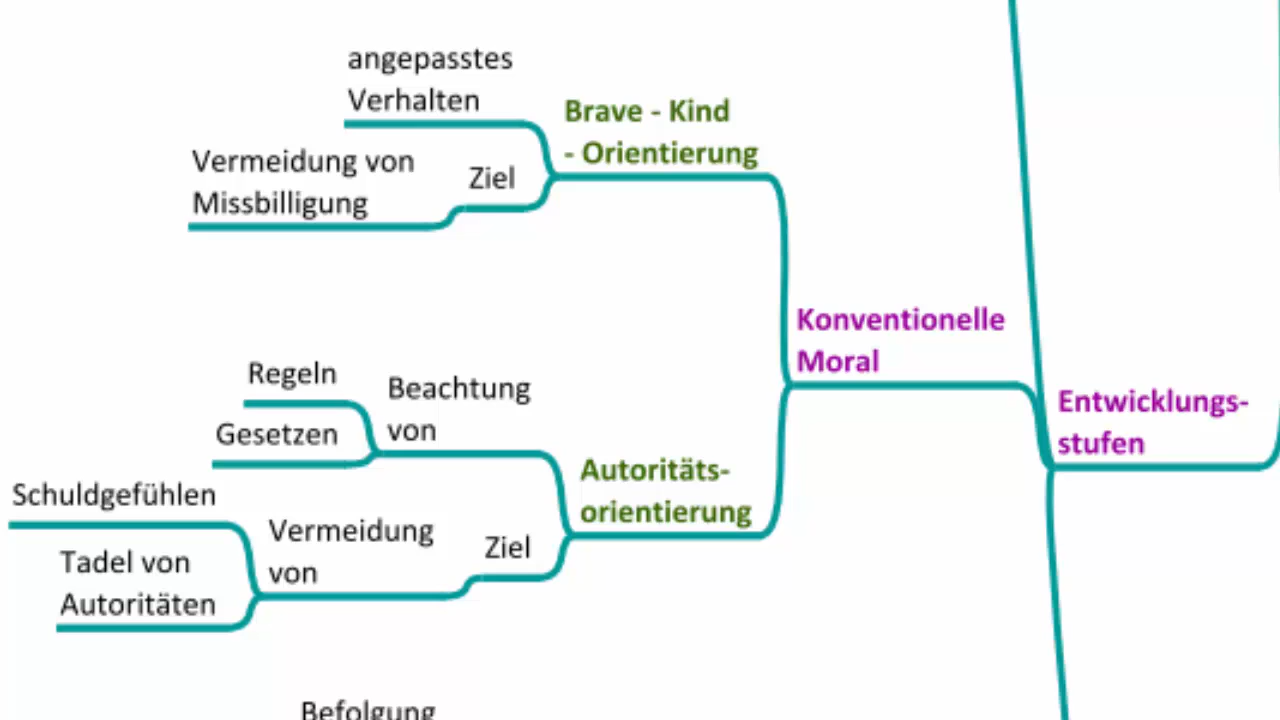 angepasstes
Verhalten
Brave - Kind
- Orientierung
Vermeidung von
Missbilligung
Ziel
Konventionelle
Moral
Regeln
Gesetzen
Beachtung
von
Entwicklungs-
stufen
Autoritäts-
orientierung
Schuldgefühlen
Tadel von
Autoritäten
Vermeidung
von
Ziel
Befolgung